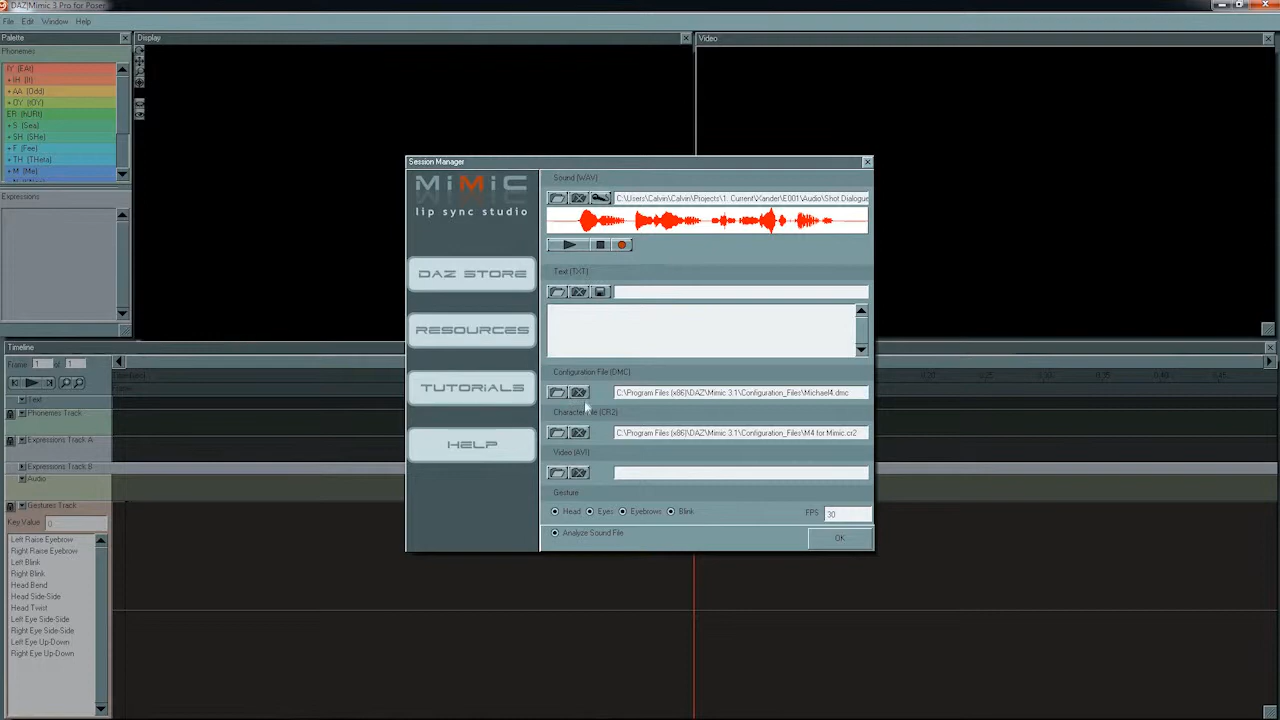 DAZ|Mimic 3 Pro for Poser
File Edit Window Help
Palette
Display
Video
Phonemes
IY (EAt)
+ IH (It)
+ AA (Odd)
+ OY (tOY)
ER (hURt)
+ S (Sea)
+ SH (SHe)
+ F (Fee)
+ TH (THeta)
+ M (Me)
Expressions
Session Manager
MiMiC
lip sync studio
DAZ STORE
RESOURCES
TUTORIALS
HELP
Sound (WAV)
C:\Users\Calvin\Calvin\Projects\1. Current\Xander\E001\Audio\Shot Dialogue
Text (TXT)
Configuration File (DMC)
C:\Program Files (x86)\DAZ\Mimic 3.1\Configuration_Files\Michael4.dmc
Character File (CR2)
C:\Program Files (x86)\DAZ\Mimic 3.1\Configuration_Files\M4 for Mimic.cr2
Video (AVI)
Gesture
Head Eyes Eyebrows Blink FPS 30
Analyze Sound File OK
Timeline
Frame: 1 of 1
Text
Phonemes Track
Expressions Track A
Expressions Track B
Audio
Gestures Track
Key Value 0
Left Raise Eyebrow
Right Raise Eyebrow
Left Blink
Right Blink
Head Bend
Head Side-Side
Head Twist
Left Eye Side-Side
Right Eye Side-Side
Left Eye Up-Down
Right Eye Up-Down